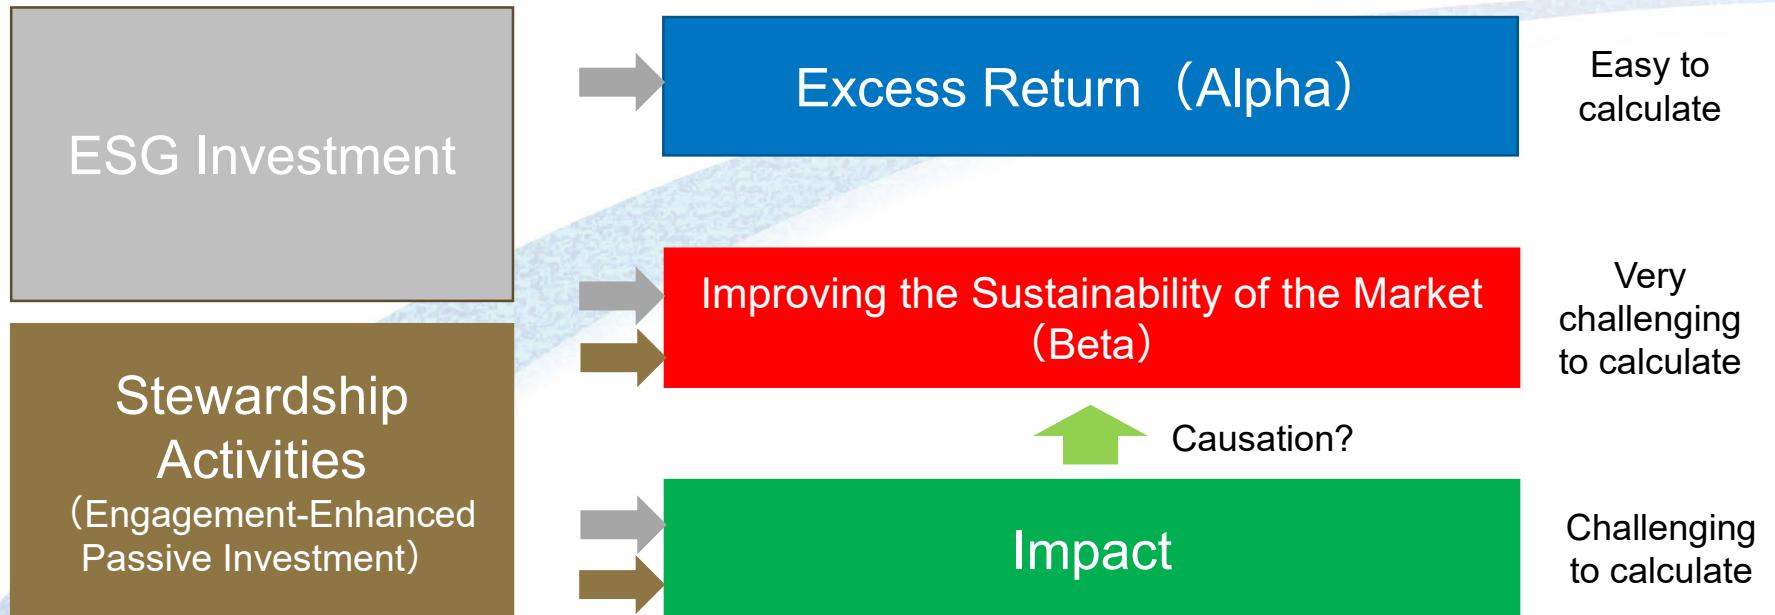 ESG Investment
Stewardship
Activities
（Engagement-Enhanced
Passive Investment）
Excess Return（Alpha）
Easy to
calculate
Improving the Sustainability of the Market
（Beta）
Very
challenging
to calculate
Causation?
Impact
Challenging
to calculate